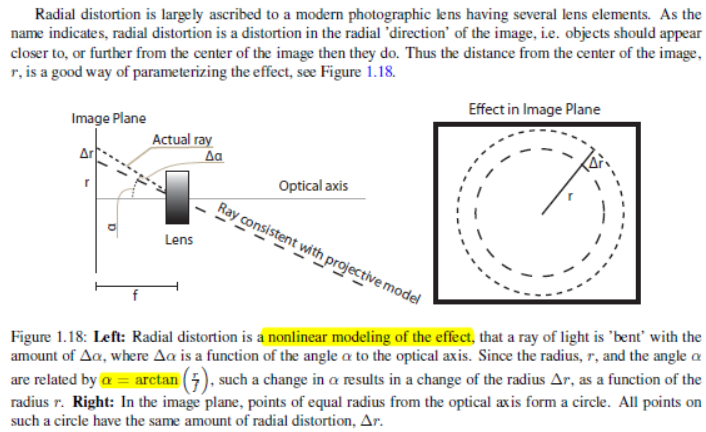 Radial distortion is largely ascribed to a modern photographic lens having several lens elements. As the
name indicates, radial distortion is a distortion in the radial 'direction' of the image, i.e. objects should appear
closer to, or further from the center of the image then they do. Thus the distance from the center of the image,
r, is a good way of parameterizing the effect, see Figure 1.18.
Effect in Image Plane
Image Plane
Actual ray
Δr
Δα
r
Optical axis
α
Lens
Ray consistent with projective model
f
Δr
r
Figure 1.18: Left: Radial distortion is a nonlinear modeling of the effect, that a ray of light is 'bent' with the
amount of Δα, where Δα is a function of the angle α to the optical axis. Since the radius, r, and the angle α
are related by α = arctan (r/f), such a change in α results in a change of the radius Δr, as a function of the
radius r. Right: In the image plane, points of equal radius from the optical axis form a circle. All points on
such a circle have the same amount of radial distortion, Δr.